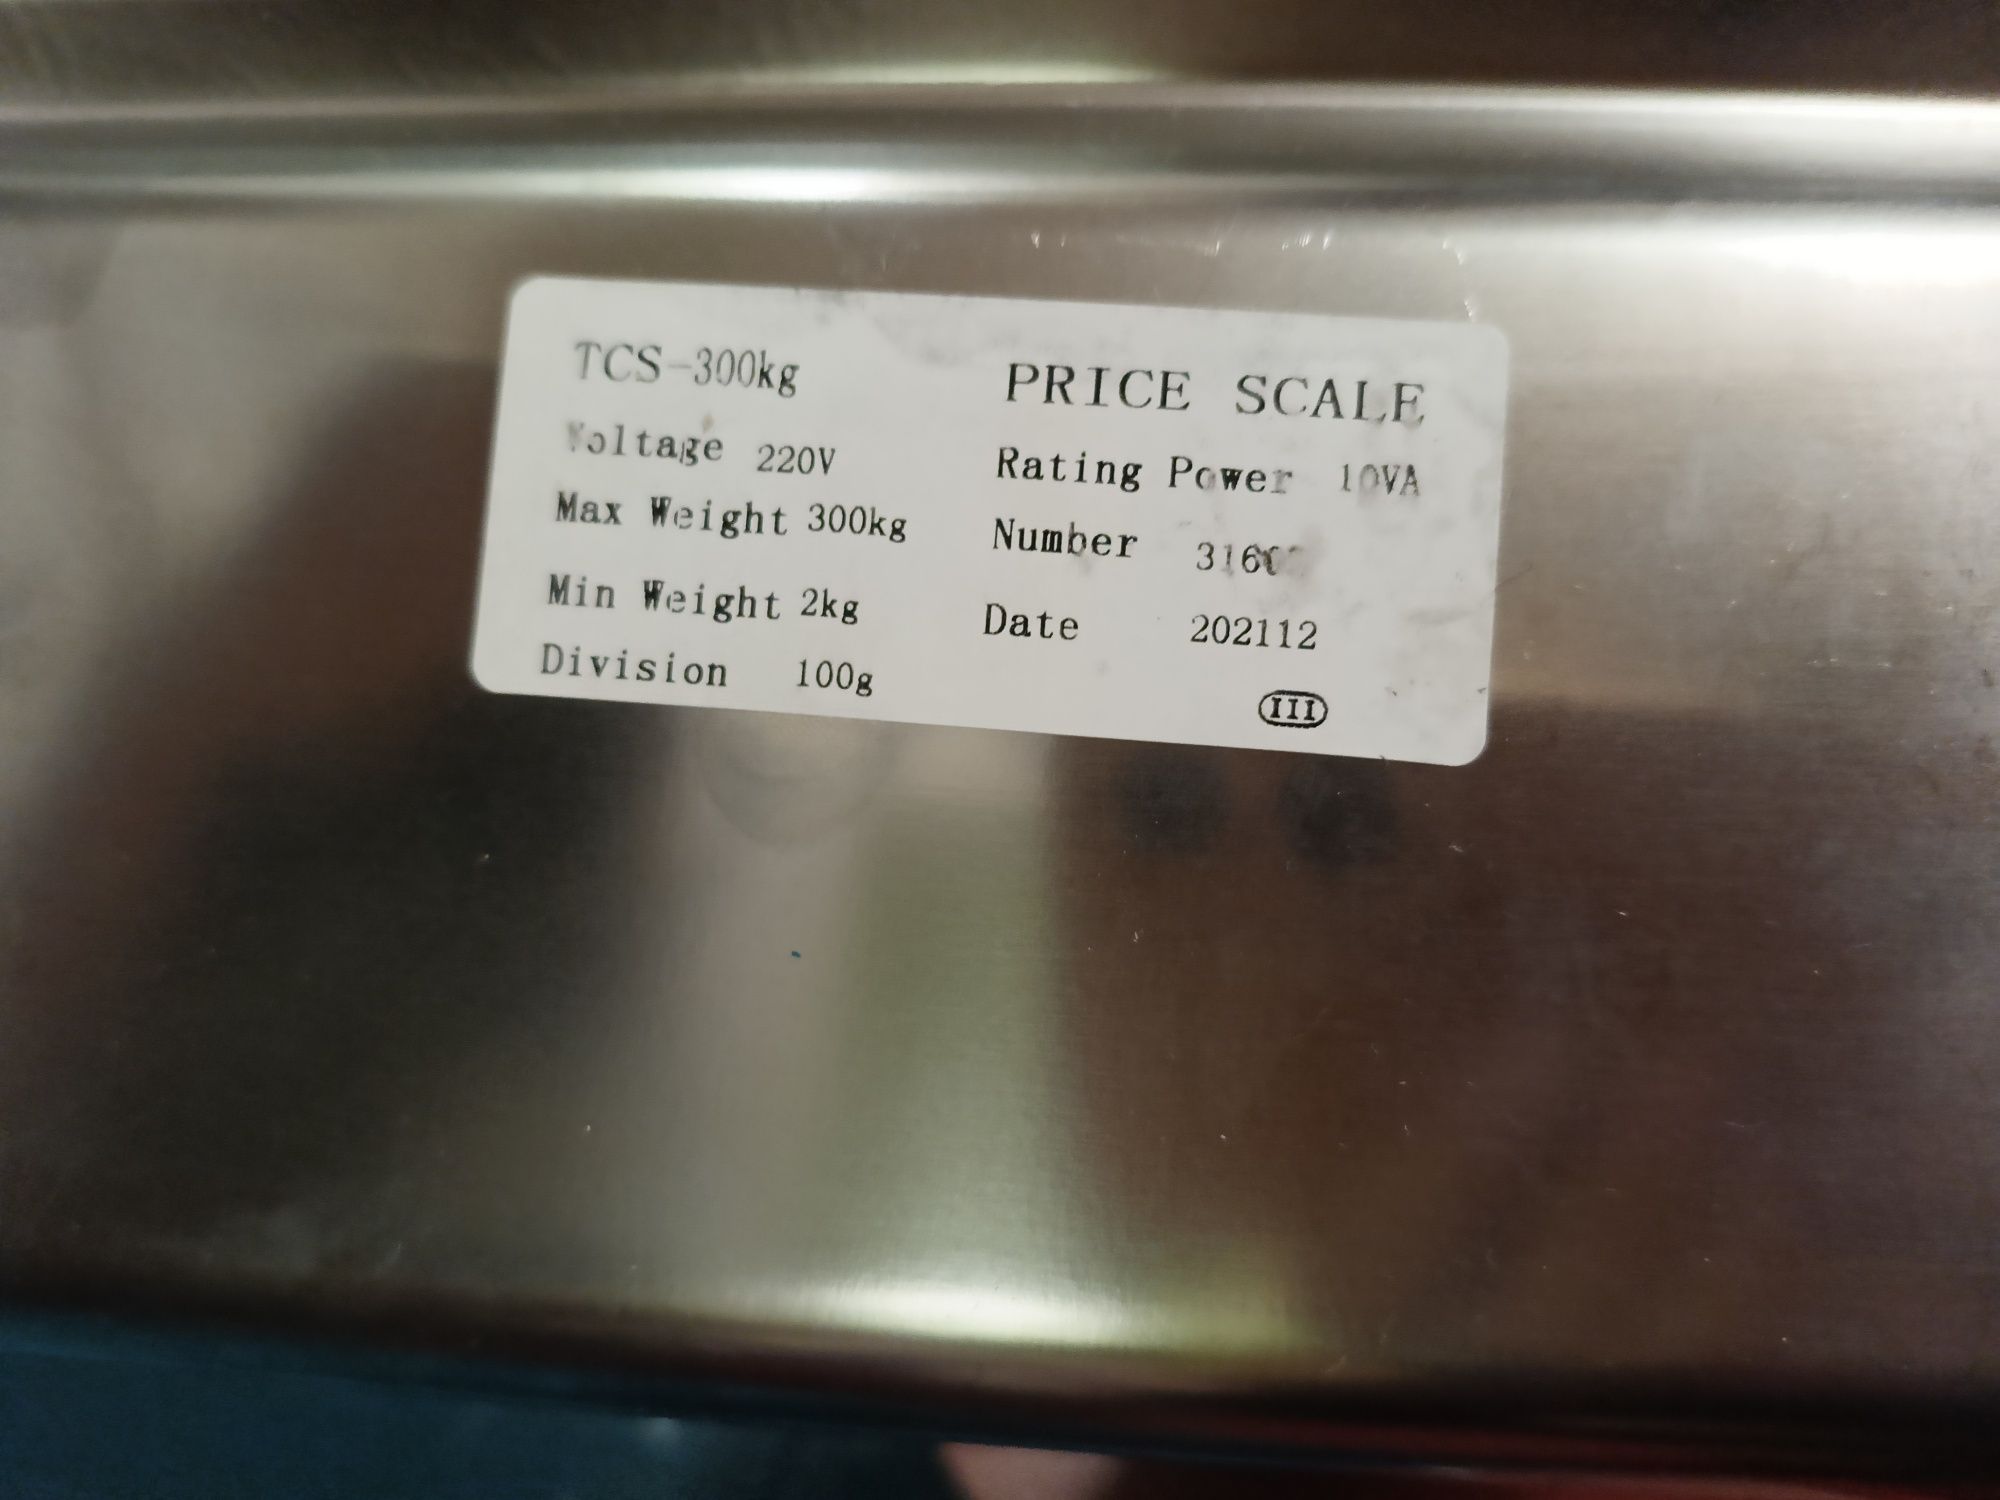 TCS-300kg PRICE SCALE
Voltage 220V Rating Power 10VA
Max Weight 300kg Number
Min Weight 2kg Date 202112
Division 100g III